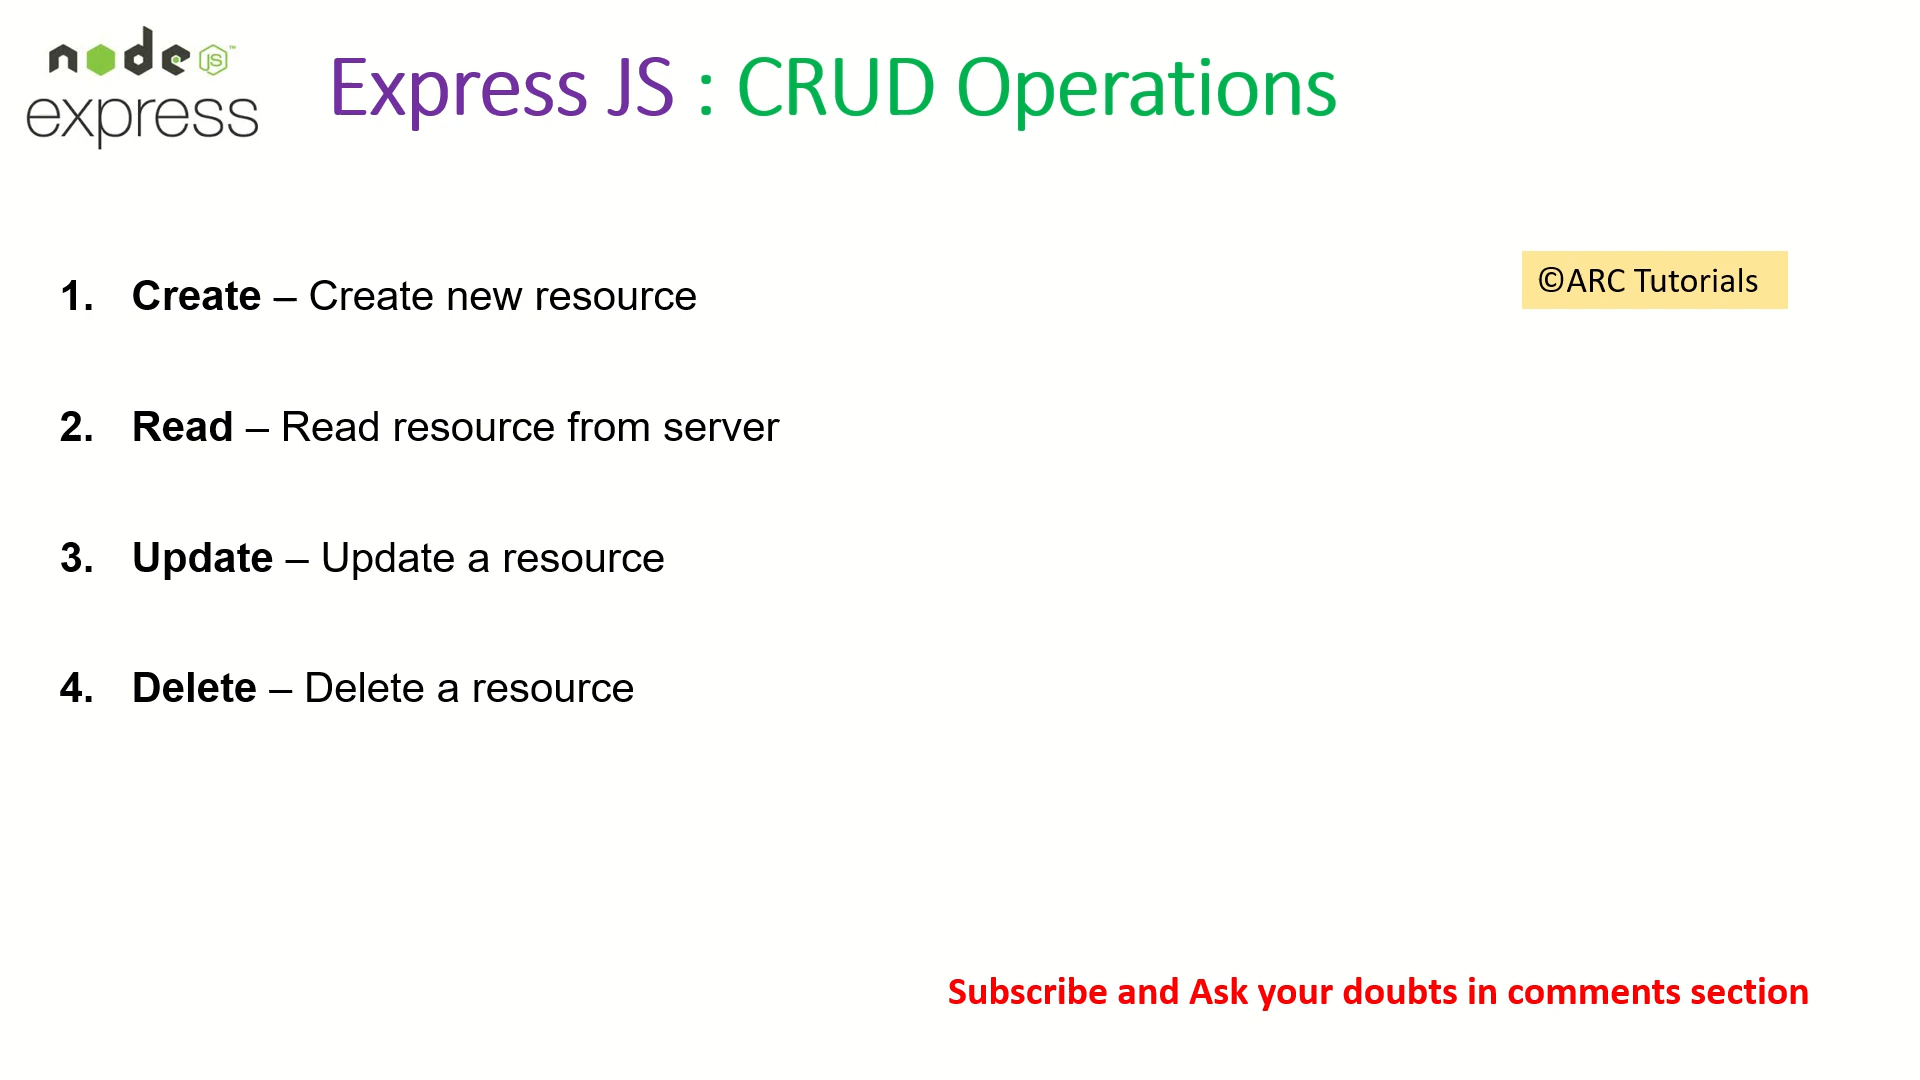 node JS™
express
Express JS : CRUD Operations
©ARC Tutorials
1. Create – Create new resource
2. Read – Read resource from server
3. Update – Update a resource
4. Delete – Delete a resource
Subscribe and Ask your doubts in comments section